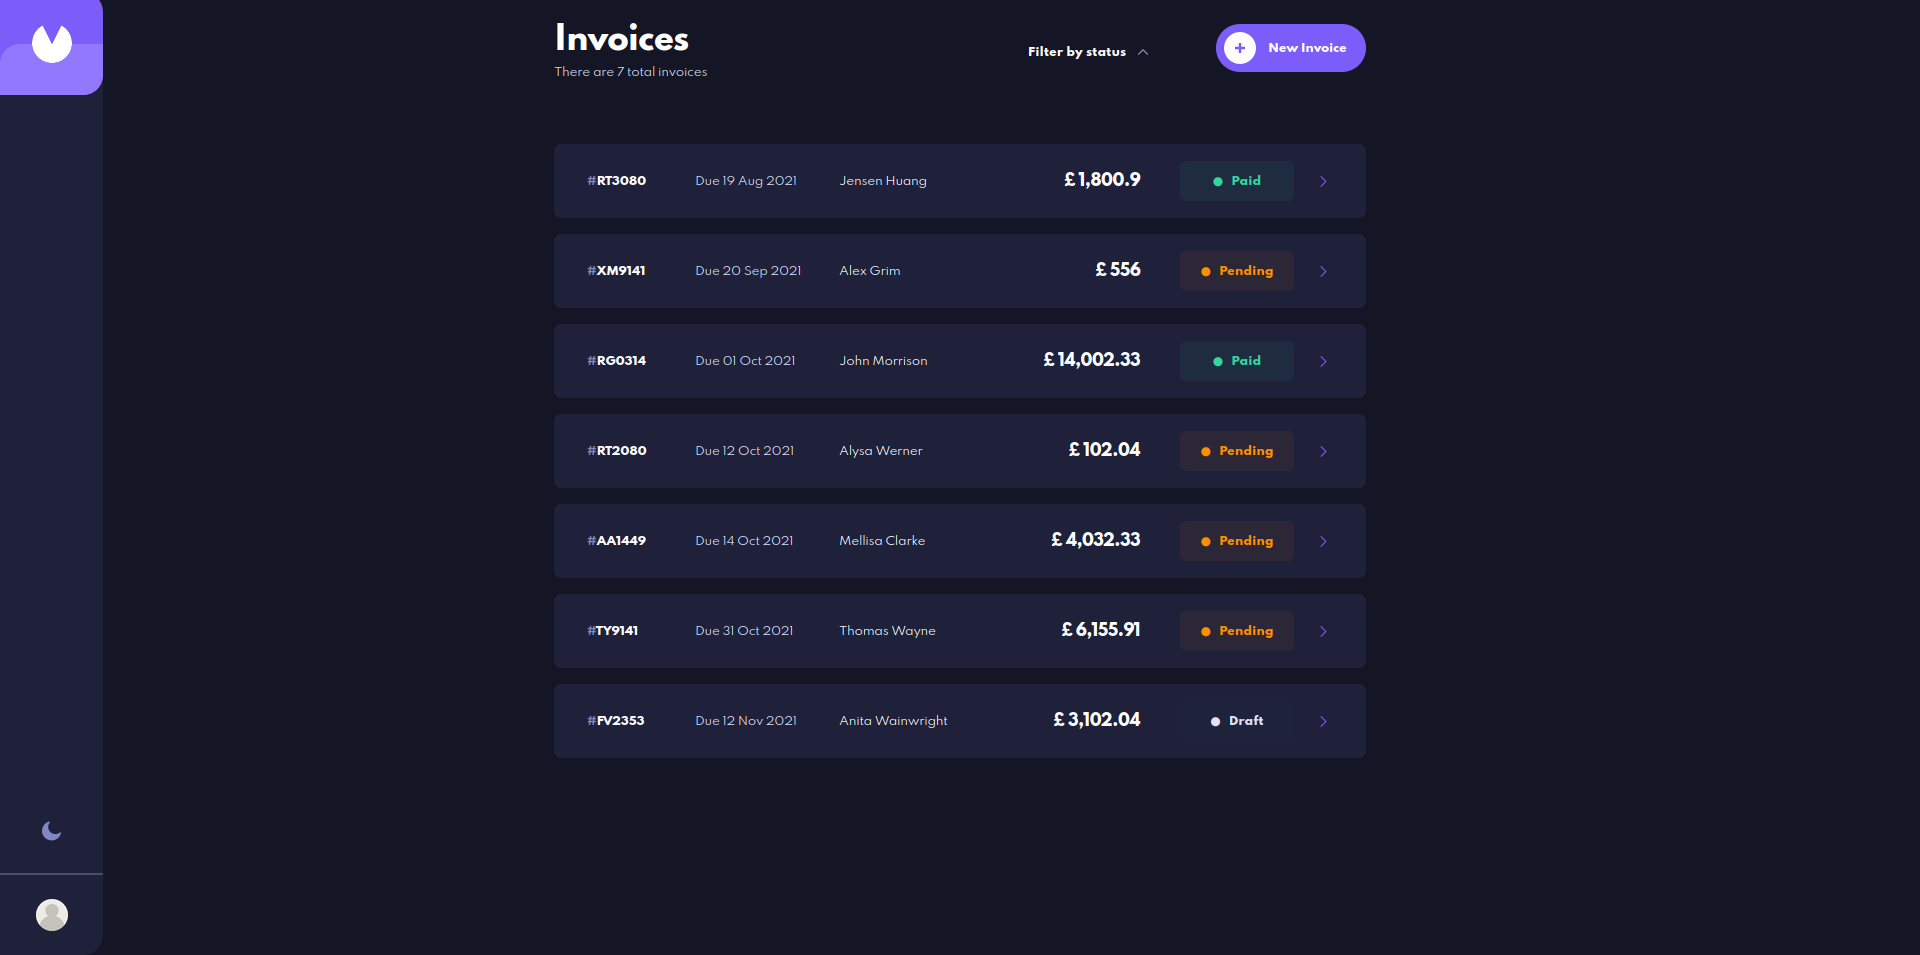 Invoices
There are 7 total invoices
Filter by status
New Invoice
#RT3080 Due 19 Aug 2021 Jensen Huang £ 1,800.9 Paid
#XM9141 Due 20 Sep 2021 Alex Grim £ 556 Pending
#RG0314 Due 01 Oct 2021 John Morrison £ 14,002.33 Paid
#RT2080 Due 12 Oct 2021 Alysa Werner £ 102.04 Pending
#AA1449 Due 14 Oct 2021 Mellisa Clarke £ 4,032.33 Pending
#TY9141 Due 31 Oct 2021 Thomas Wayne £ 6,155.91 Pending
#FV2353 Due 12 Nov 2021 Anita Wainwright £ 3,102.04 Draft